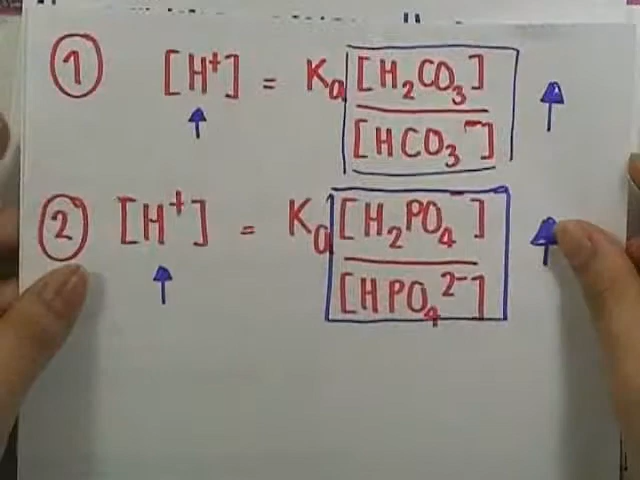 1 [H⁺] = Ka [H₂CO₃]
[HCO₃⁻]
2 [H⁺] = Ka [H₂PO₄⁻]
[HPO₄²⁻]